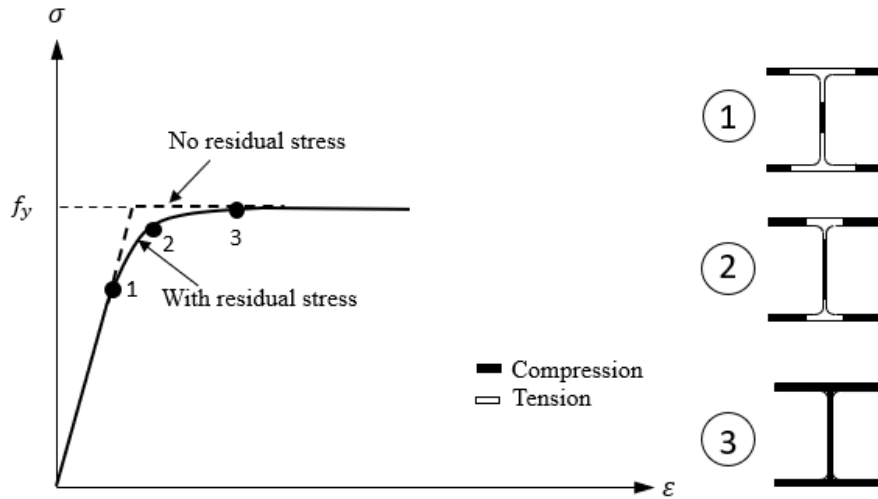 σ
No residual stress
f_y
1
2
3
With residual stress
Compression
Tension
ε
1
2
3